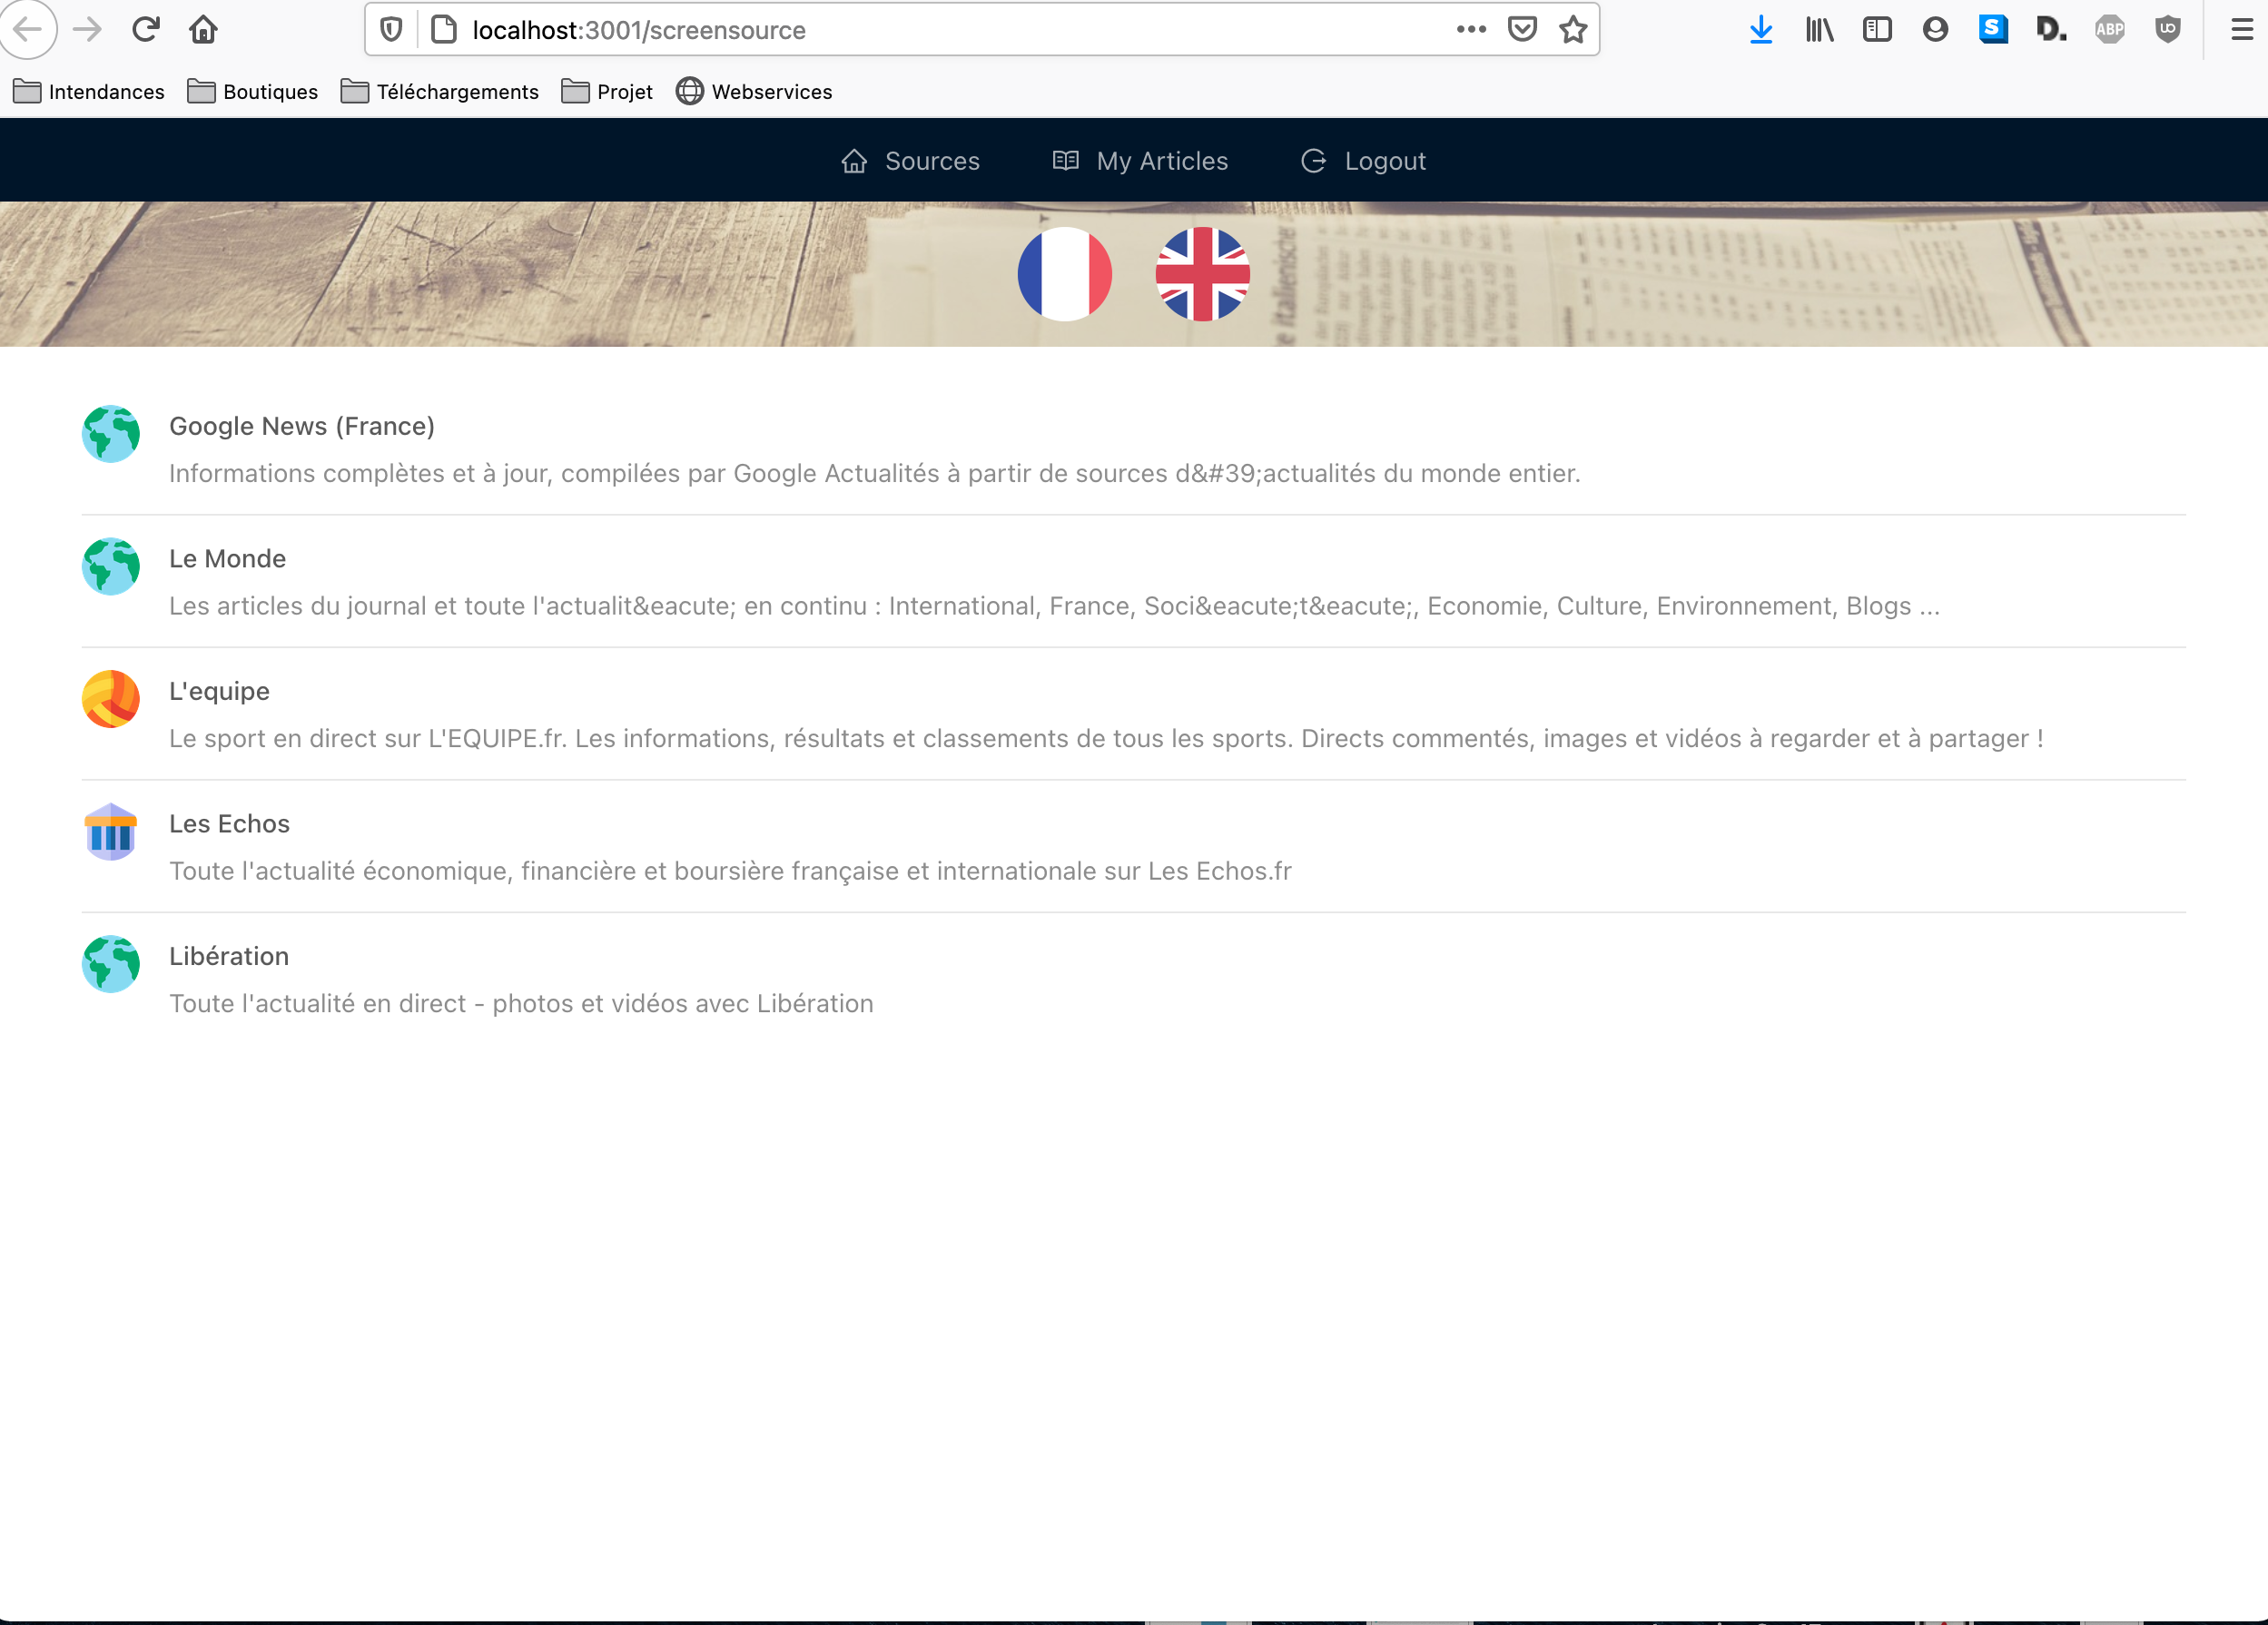 localhost:3001/screensource
Intendances Boutiques Téléchargements Projet Webservices
Sources My Articles Logout
e italienischer
Google News (France)
Informations complètes et à jour, compilées par Google Actualités à partir de sources d&#39;actualités du monde entier.
Le Monde
Les articles du journal et toute l'actualit&eacute; en continu : International, France, Soci&eacute;t&eacute;, Economie, Culture, Environnement, Blogs ...
L'equipe
Le sport en direct sur L'EQUIPE.fr. Les informations, résultats et classements de tous les sports. Directs commentés, images et vidéos à regarder et à partager !
Les Echos
Toute l'actualité économique, financière et boursière française et internationale sur Les Echos.fr
Libération
Toute l'actualité en direct - photos et vidéos avec Libération